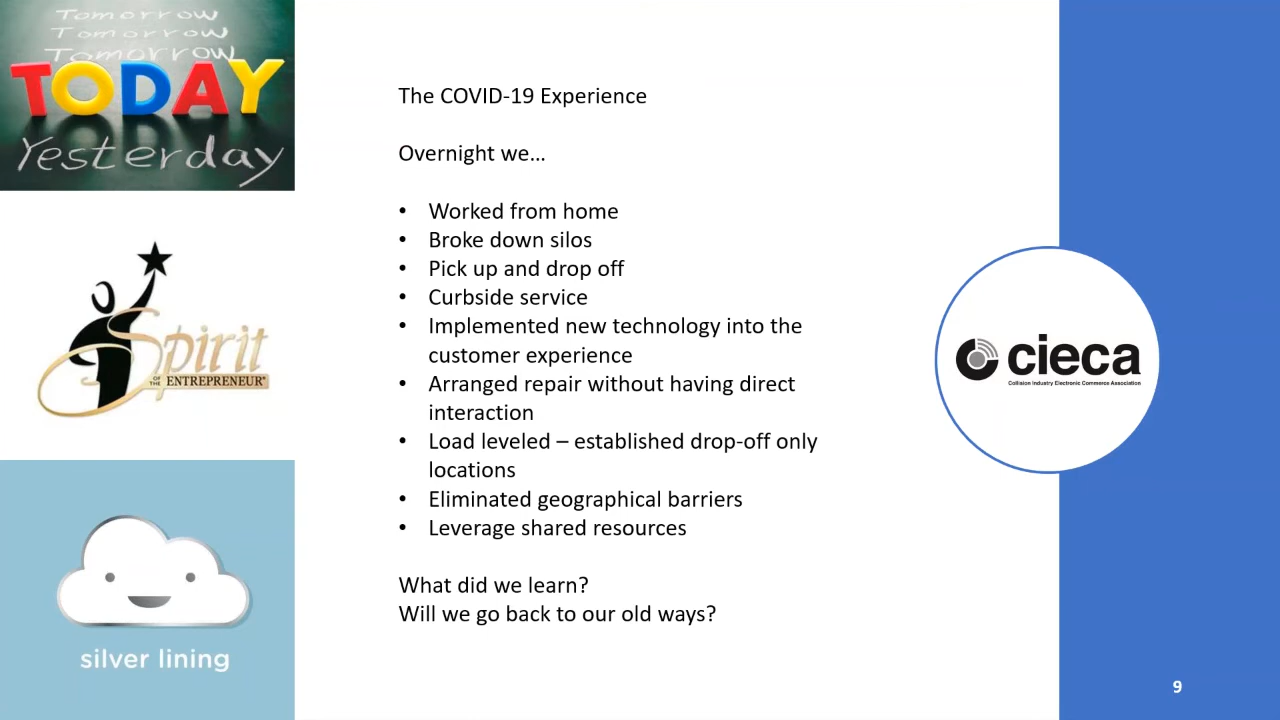 Tomorrow
Tomorrow
Tomorrow
TODAY
Yesterday
Spirit
OF THE ENTREPRENEUR
silver lining
The COVID-19 Experience
Overnight we…
• Worked from home
• Broke down silos
• Pick up and drop off
• Curbside service
• Implemented new technology into the
customer experience
• Arranged repair without having direct
interaction
• Load leveled – established drop-off only
locations
• Eliminated geographical barriers
• Leverage shared resources
What did we learn?
Will we go back to our old ways?
cieca
Collision Industry Electronic Commerce Association
9